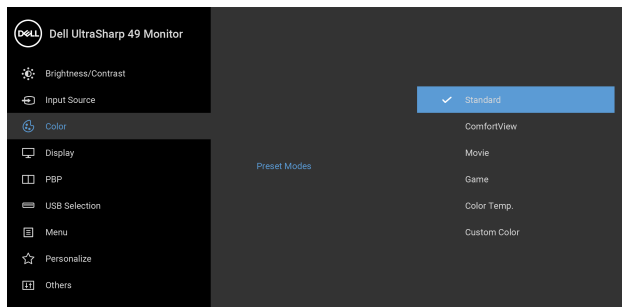 DELL
Dell UltraSharp 49 Monitor
Brightness/Contrast
Input Source
Color
Display
PBP
USB Selection
Menu
Personalize
Others
Preset Modes
Standard
ComfortView
Movie
Game
Color Temp.
Custom Color